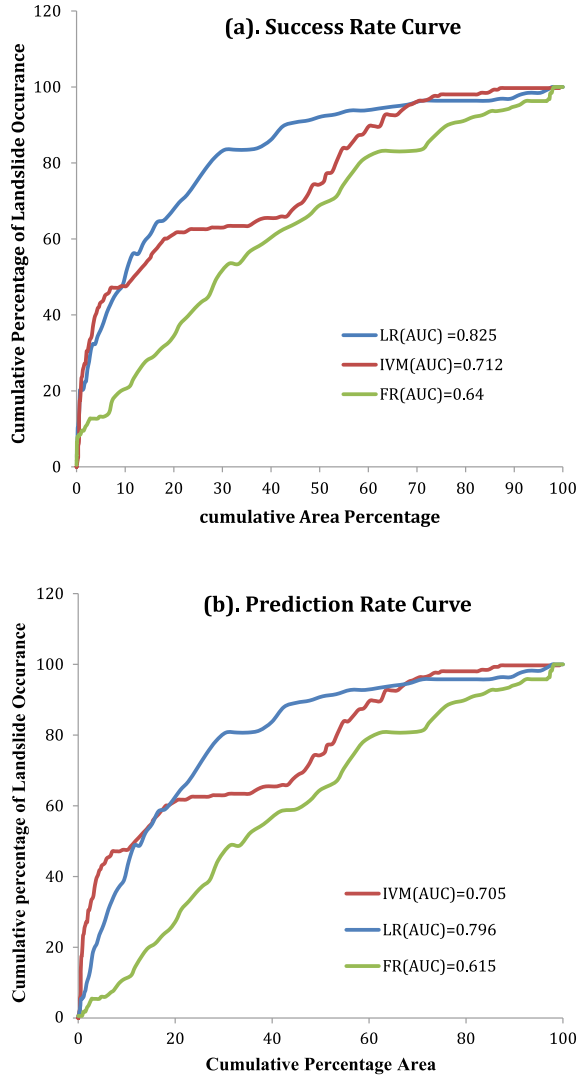 (a). Success Rate Curve
Cumulative Percentage of Landslide Occurance
120
100
80
60
40
20
0
LR(AUC) =0.825
IVM(AUC)=0.712
FR(AUC)=0.64
0 10 20 30 40 50 60 70 80 90 100
cumulative Area Percentage
(b). Prediction Rate Curve
Cumulative percentage of Landslide Occurance
120
100
80
60
40
20
0
IVM(AUC)=0.705
LR(AUC)=0.796
FR(AUC)=0.615
0 20 40 60 80 100
Cumulative Percentage Area